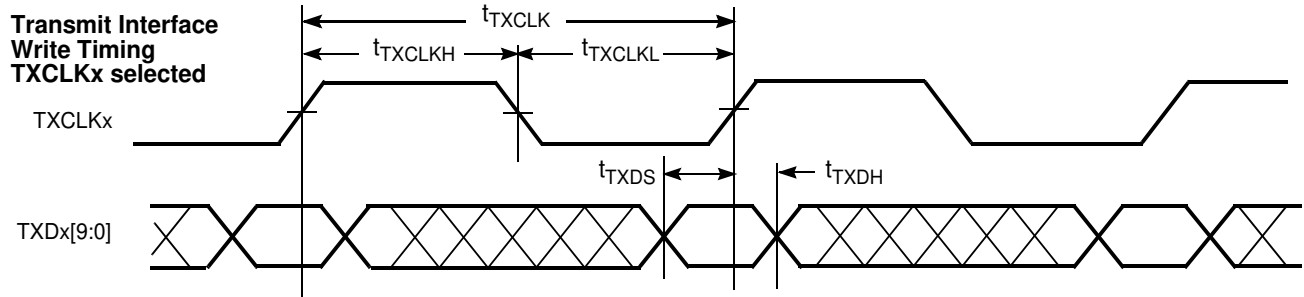 Transmit Interface
Write Timing
TXCLKx selected
tTXCLK
tTXCLKH
tTXCLKL
TXCLKx
tTXDS
tTXDH
TXDx[9:0]